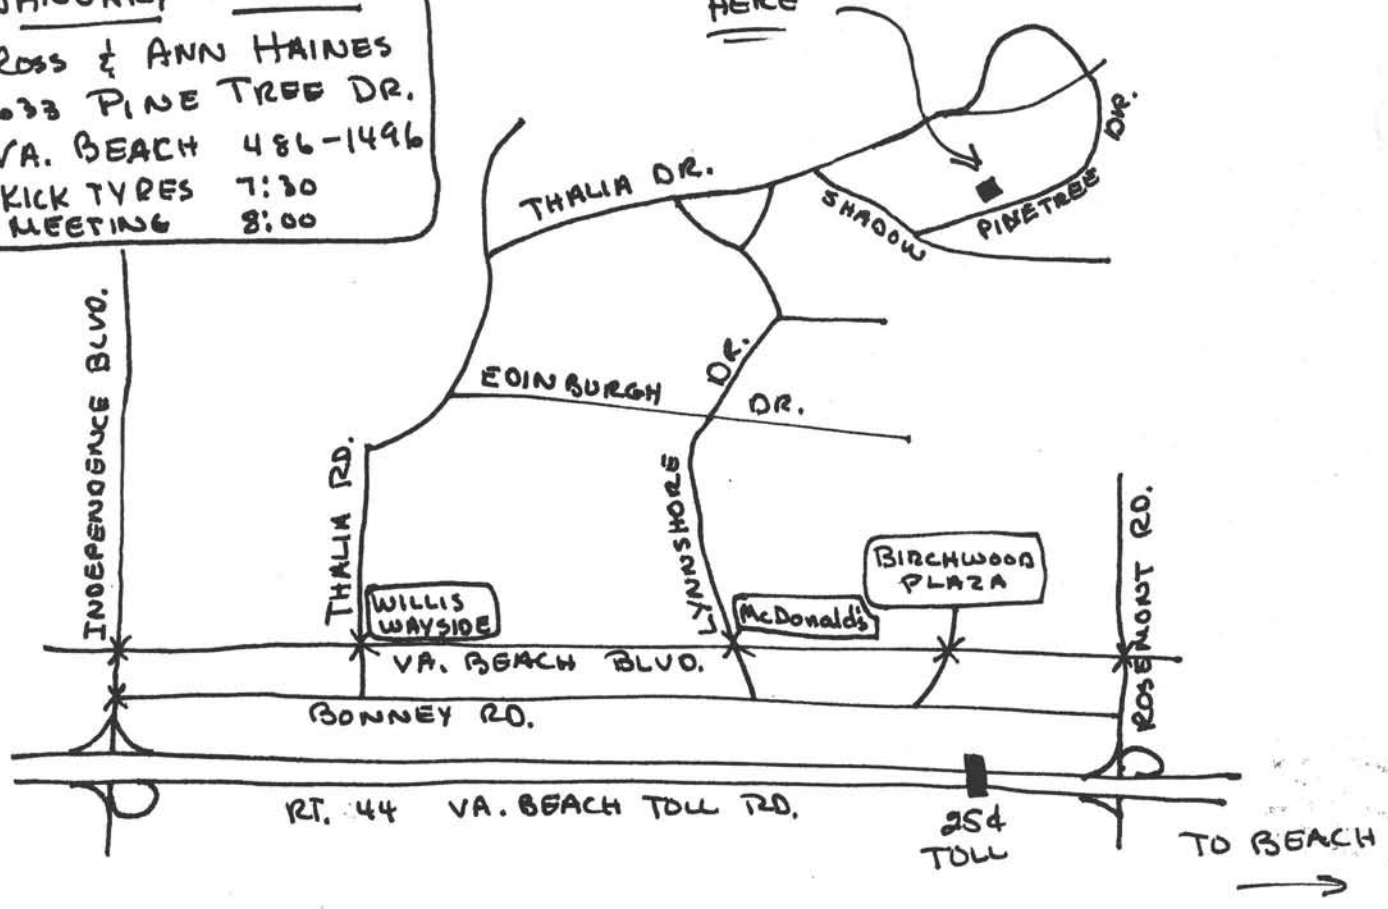 HERE
ROSS & ANN HAINES
033 PINE TREE DR.
VA. BEACH 486-1496
KICK TYRES 7:30
MEETING 8:00
THALIA DR.
SHADOW
PINETREE DR.
INDEPENDENCE BLVD.
EDINBURGH DR.
LYNNSHORE DR.
THALIA RD.
ROSEMONT RD.
BIRCHWOOD
PLAZA
WILLIS
WAYSIDE
McDonald's
VA. BEACH BLVD.
BONNEY RD.
RT. 44 VA. BEACH TOLL RD.
25¢
TOLL
TO BEACH